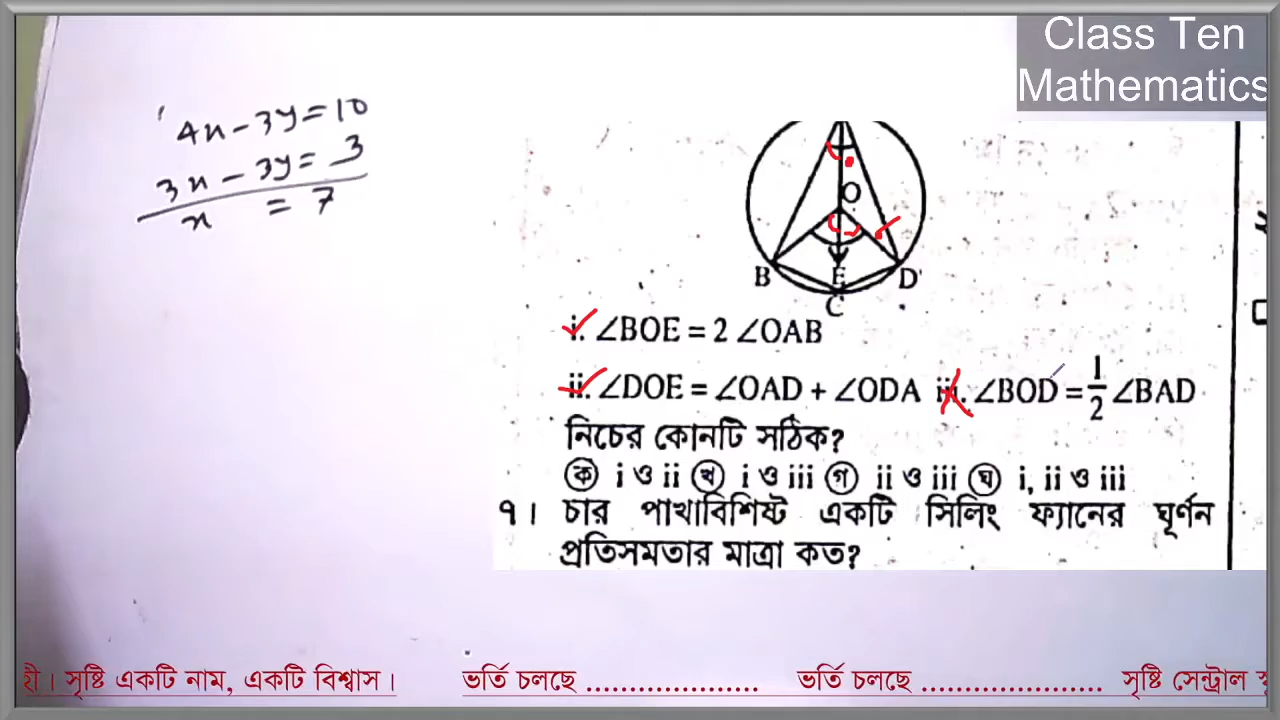 Class Ten
Mathematics
4x - 3y = 10
3x - 3y = 3
x = 7
O
B
E
D
C
i. ∠BOE = 2 ∠OAB
ii. ∠DOE = ∠OAD + ∠ODA iii. ∠BOD = 1/2 ∠BAD
নিচের কোনটি সঠিক?
ক i ও ii খ i ও iii গ ii ও iii ঘ i, ii ও iii
৭। চার পাখাবিশিষ্ট একটি সিলিং ফ্যানের ঘূর্ণন
প্রতিসমতার মাত্রা কত?
হী। সৃষ্টি একটি নাম, একটি বিশ্বাস। ভর্তি চলছে .................... ভর্তি চলছে ..................... সৃষ্টি সেন্ট্রাল